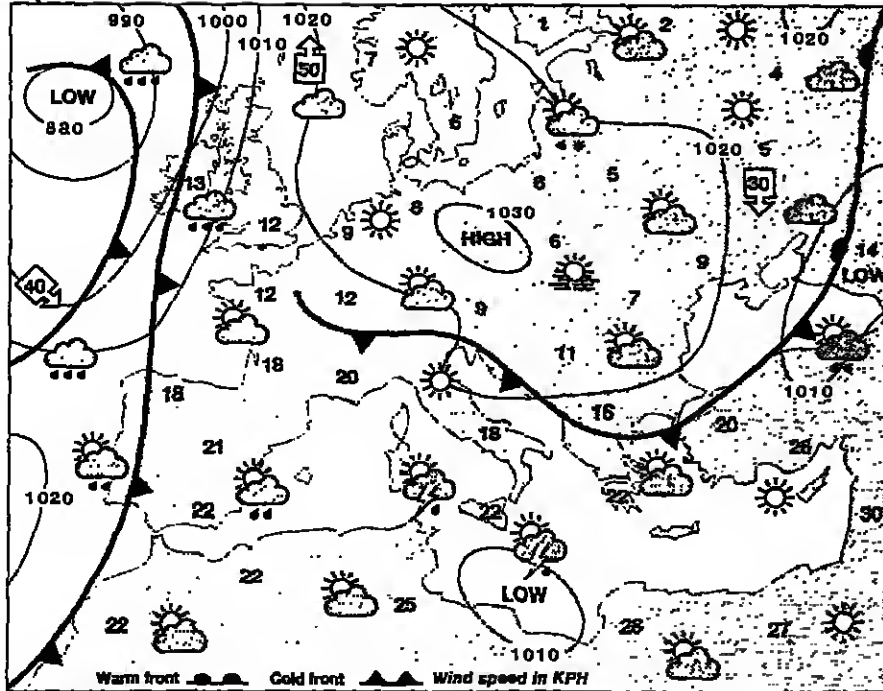 990 1000 1020 1 2 1020
1010
50 7 4
LOW
880 6 1020 5
13 6 5 30
12 9 8 1030
HIGH 6 9 14
LOW
40 12 12 9 7
18 20 11 1010
18 16 20
21 18 26
1020 22 22 22 30
22 25 LOW
22 26 27
1010
Warm front Cold front Wind speed in KPH